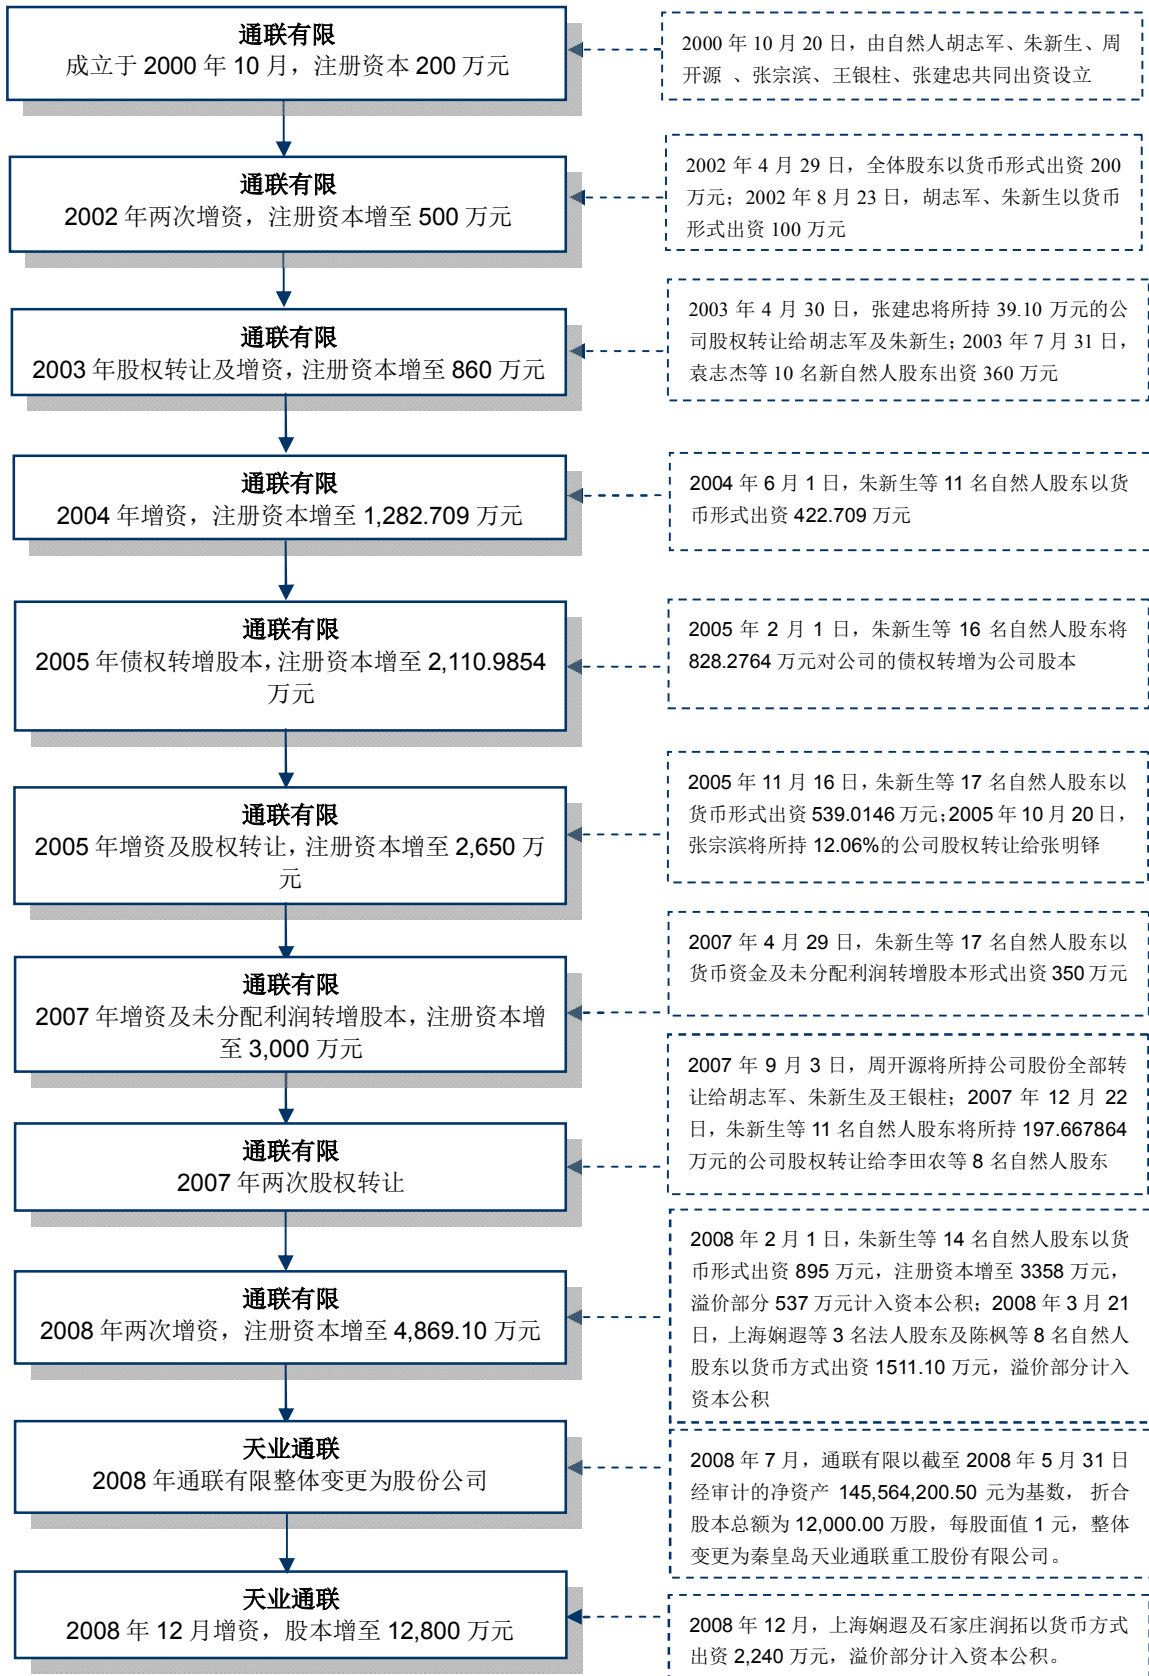 通联有限
成立于 2000 年 10 月，注册资本 200 万元
2000 年 10 月 20 日，由自然人胡志军、朱新生、周
开源 、张宗滨、王银柱、张建忠共同出资设立
通联有限
2002 年两次增资，注册资本增至 500 万元
2002 年 4 月 29 日，全体股东以货币形式出资 200
万元；2002 年 8 月 23 日，胡志军、朱新生以货币
形式出资 100 万元
通联有限
2003 年股权转让及增资，注册资本增至 860 万元
2003 年 4 月 30 日，张建忠将所持 39.10 万元的公
司股权转让给胡志军及朱新生；2003 年 7 月 31 日，
袁志杰等 10 名新自然人股东出资 360 万元
通联有限
2004 年增资，注册资本增至 1,282.709 万元
2004 年 6 月 1 日，朱新生等 11 名自然人股东以货
币形式出资 422.709 万元
通联有限
2005 年债权转增股本，注册资本增至 2,110.9854
万元
2005 年 2 月 1 日，朱新生等 16 名自然人股东将
828.2764 万元对公司的债权转增为公司股本
通联有限
2005 年增资及股权转让，注册资本增至 2,650 万
元
2005 年 11 月 16 日，朱新生等 17 名自然人股东以
货币形式出资 539.0146 万元；2005 年 10 月 20 日，
张宗滨将所持 12.06%的公司股权转让给张明铎
通联有限
2007 年增资及未分配利润转增股本，注册资本增
至 3,000 万元
2007 年 4 月 29 日，朱新生等 17 名自然人股东以
货币资金及未分配利润转增股本形式出资 350 万元
通联有限
2007 年两次股权转让
2007 年 9 月 3 日，周开源将所持公司股份全部转
让给胡志军、朱新生及王银柱；2007 年 12 月 22
日，朱新生等 11 名自然人股东将所持 197.667864
万元的公司股权转让给李田农等 8 名自然人股东
通联有限
2008 年两次增资，注册资本增至 4,869.10 万元
2008 年 2 月 1 日，朱新生等 14 名自然人股东以货
币形式出资 895 万元，注册资本增至 3358 万元，
溢价部分 537 万元计入资本公积；2008 年 3 月 21
日，上海娴遐等 3 名法人股东及陈枫等 8 名自然人
股东以货币方式出资 1511.10 万元，溢价部分计入
资本公积
天业通联
2008 年通联有限整体变更为股份公司
2008 年 7 月，通联有限以截至 2008 年 5 月 31 日
经审计的净资产 145,564,200.50 元为基数， 折合
股本总额为 12,000.00 万股，每股面值 1 元，整体
变更为秦皇岛天业通联重工股份有限公司。
天业通联
2008 年 12 月增资，股本增至 12,800 万元
2008 年 12 月，上海娴遐及石家庄润拓以货币方式
出资 2,240 万元，溢价部分计入资本公积。